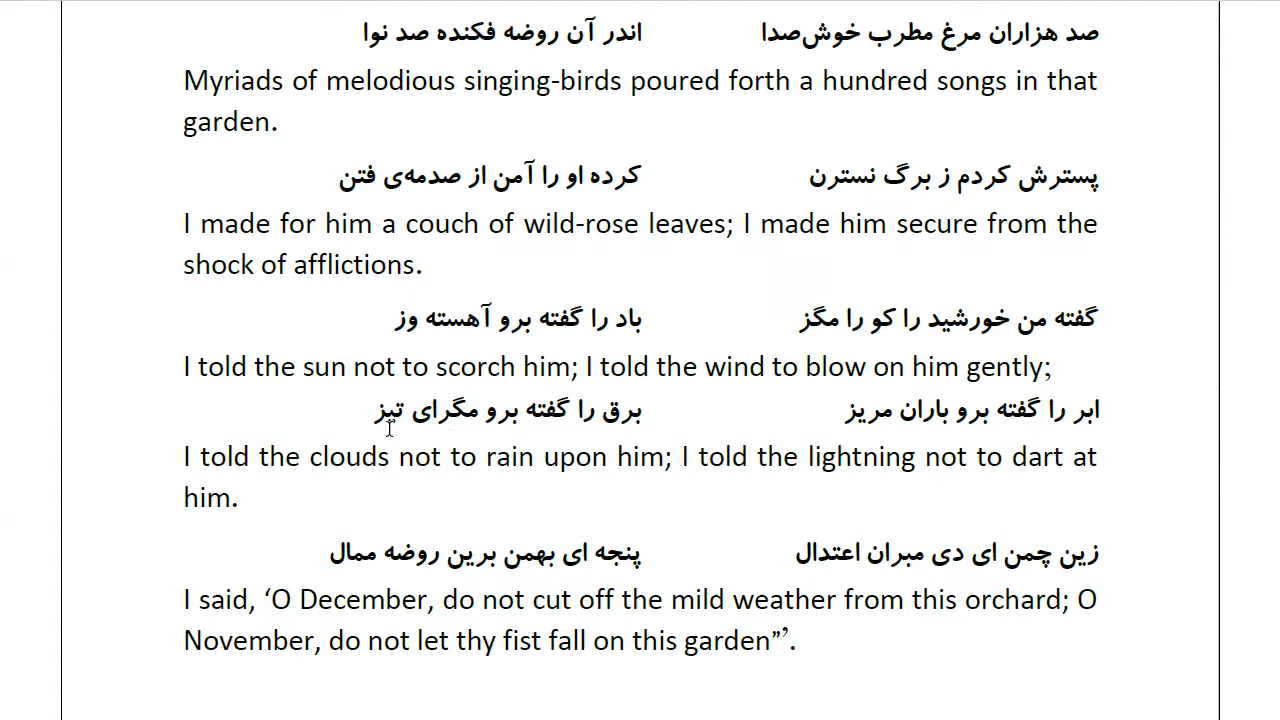 صد هزاران مرغ مطرب خوش‌صدا اندر آن روضه فکنده صد نوا
Myriads of melodious singing-birds poured forth a hundred songs in that
garden.
پسترش کردم ز برگ نسترن کرده او را آمن از صدمه‌ی فتن
I made for him a couch of wild-rose leaves; I made him secure from the
shock of afflictions.
گفته من خورشید را کو را مگز باد را گفته برو آهسته وز
I told the sun not to scorch him; I told the wind to blow on him gently;
ابر را گفته برو باران مریز برق را گفته برو مگرای تیز
I told the clouds not to rain upon him; I told the lightning not to dart at
him.
زین چمن ای دی مبران اعتدال پنجه ای بهمن برین روضه ممال
I said, ‘O December, do not cut off the mild weather from this orchard; O
November, do not let thy fist fall on this garden”’.